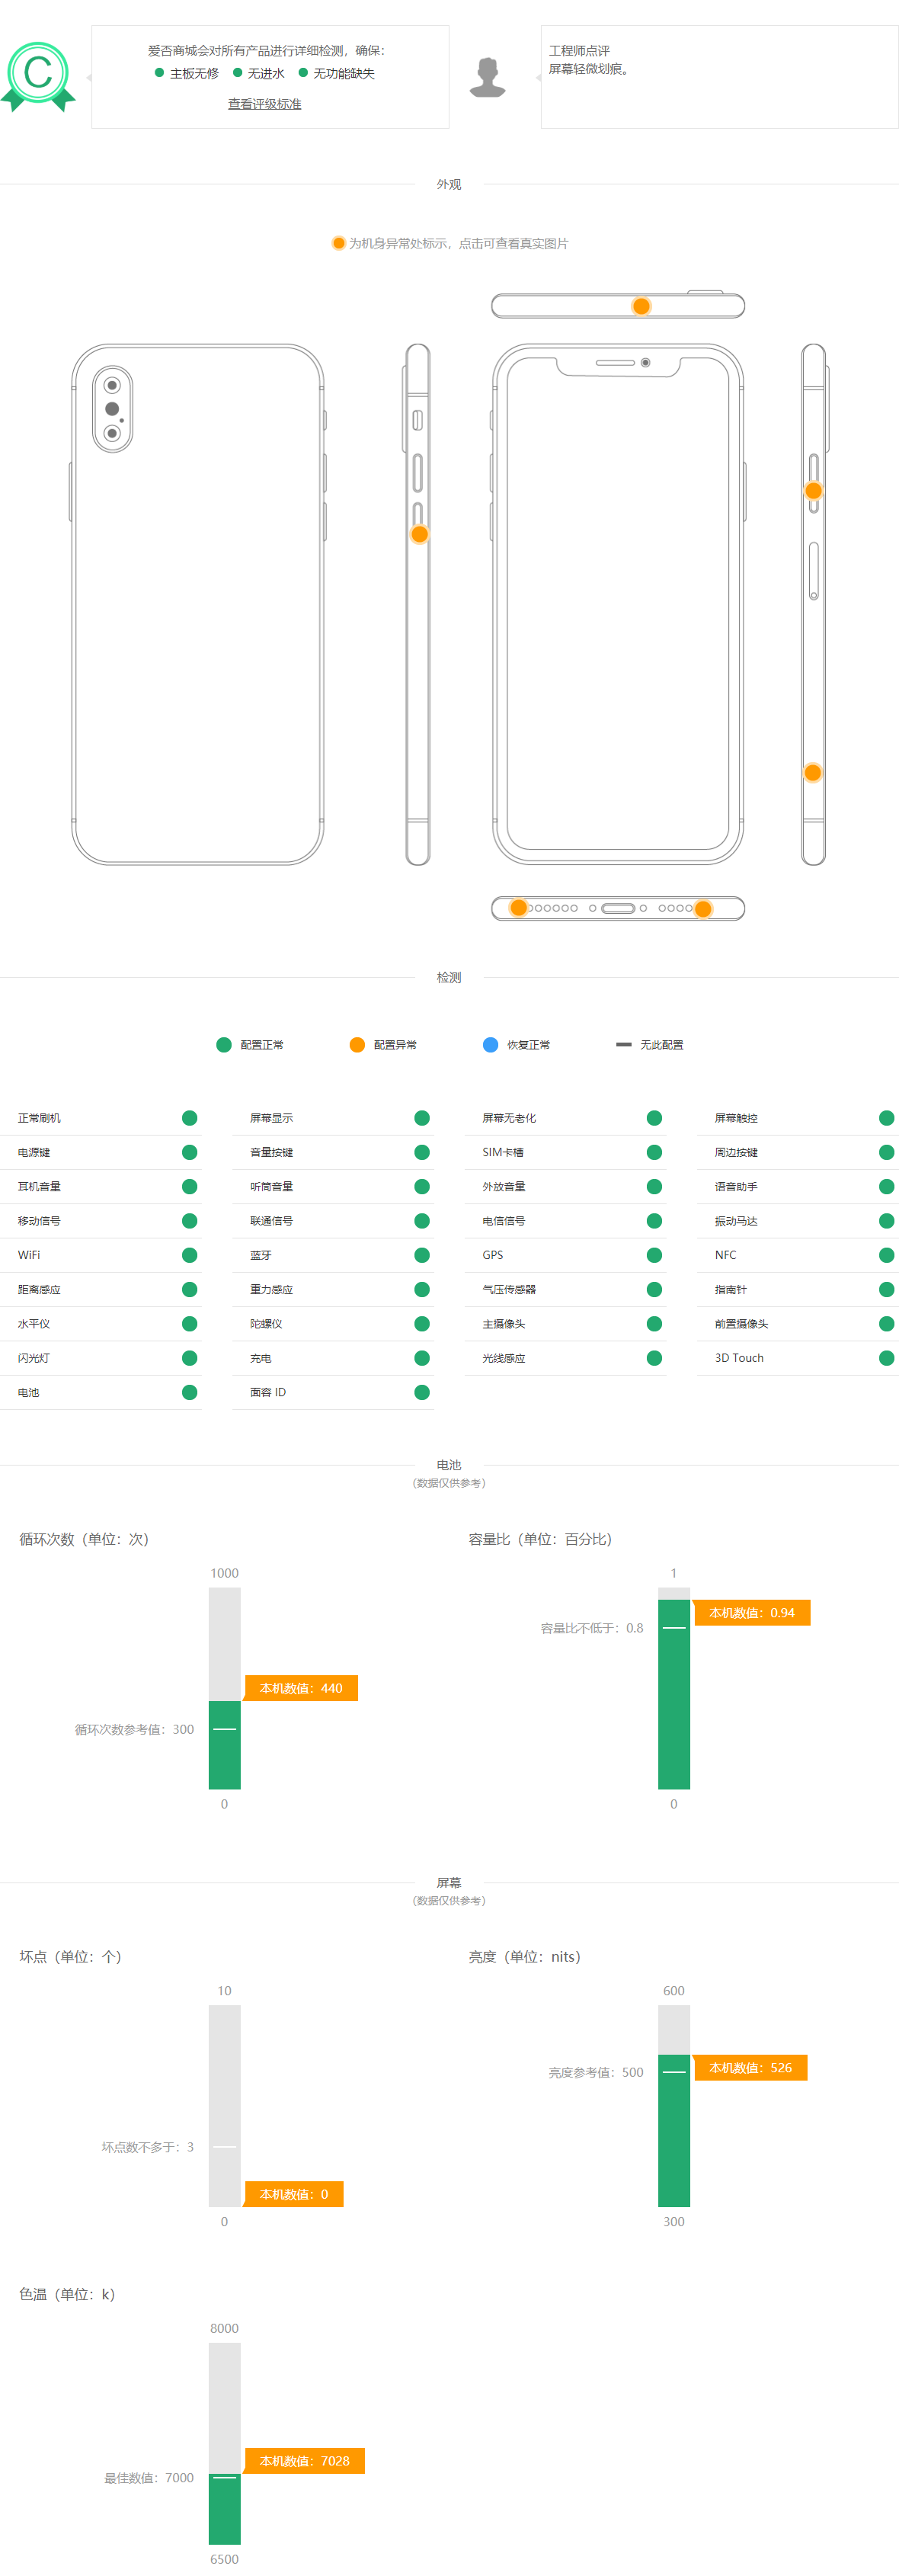 C
爱否商城会对所有产品进行详细检测，确保：
主板无修 无进水 无功能缺失
查看评级标准
工程师点评
屏幕轻微划痕。
外观
为机身异常处标示，点击可查看真实图片
检测
配置正常 配置异常 恢复正常 无此配置
正常刷机 屏幕显示 屏幕无老化 屏幕触控
电源键 音量按键 SIM卡槽 周边按键
耳机音量 听筒音量 外放音量 语音助手
移动信号 联通信号 电信信号 振动马达
WiFi 蓝牙 GPS NFC
距离感应 重力感应 气压传感器 指南针
水平仪 陀螺仪 主摄像头 前置摄像头
闪光灯 充电 光线感应 3D Touch
电池 面容 ID
电池
（数据仅供参考）
循环次数（单位：次）
1000
本机数值：440
循环次数参考值：300
0
容量比（单位：百分比）
1
本机数值：0.94
容量比不低于：0.8
0
屏幕
（数据仅供参考）
坏点（单位：个）
10
坏点数不多于：3
本机数值：0
0
亮度（单位：nits）
600
本机数值：526
亮度参考值：500
300
色温（单位：k）
8000
本机数值：7028
最佳数值：7000
6500